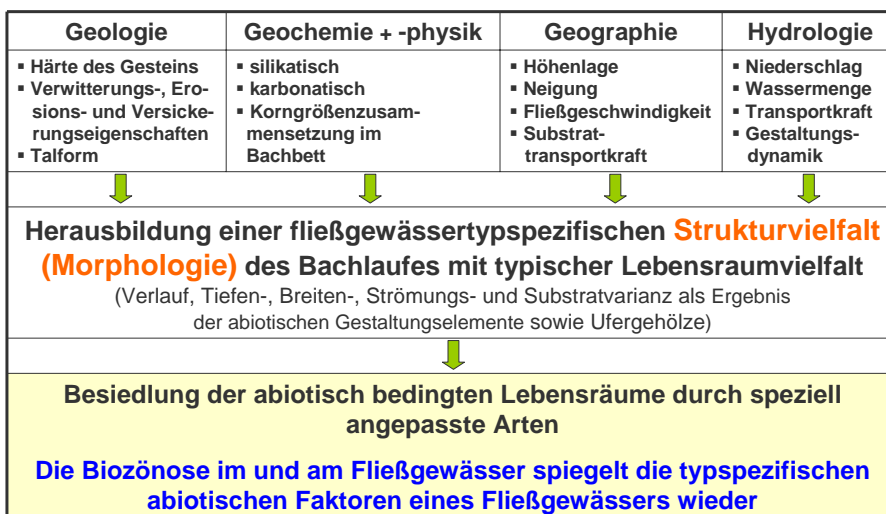 Geologie
▪ Härte des Gesteins
▪ Verwitterungs-, Ero-
sions- und Versicke-
rungseigenschaften
▪ Talform
Geochemie + -physik
▪ silikatisch
▪ karbonatisch
▪ Korngrößenzusam-
mensetzung im
Bachbett
Geographie
▪ Höhenlage
▪ Neigung
▪ Fließgeschwindigkeit
▪ Substrat-
transportkraft
Hydrologie
▪ Niederschlag
▪ Wassermenge
▪ Transportkraft
▪ Gestaltungs-
dynamik
Herausbildung einer fließgewässertypspezifischen Strukturvielfalt
(Morphologie) des Bachlaufes mit typischer Lebensraumvielfalt
(Verlauf, Tiefen-, Breiten-, Strömungs- und Substratvarianz als Ergebnis
der abiotischen Gestaltungselemente sowie Ufergehölze)
Besiedlung der abiotisch bedingten Lebensräume durch speziell
angepasste Arten
Die Biozönose im und am Fließgewässer spiegelt die typspezifischen
abiotischen Faktoren eines Fließgewässers wieder